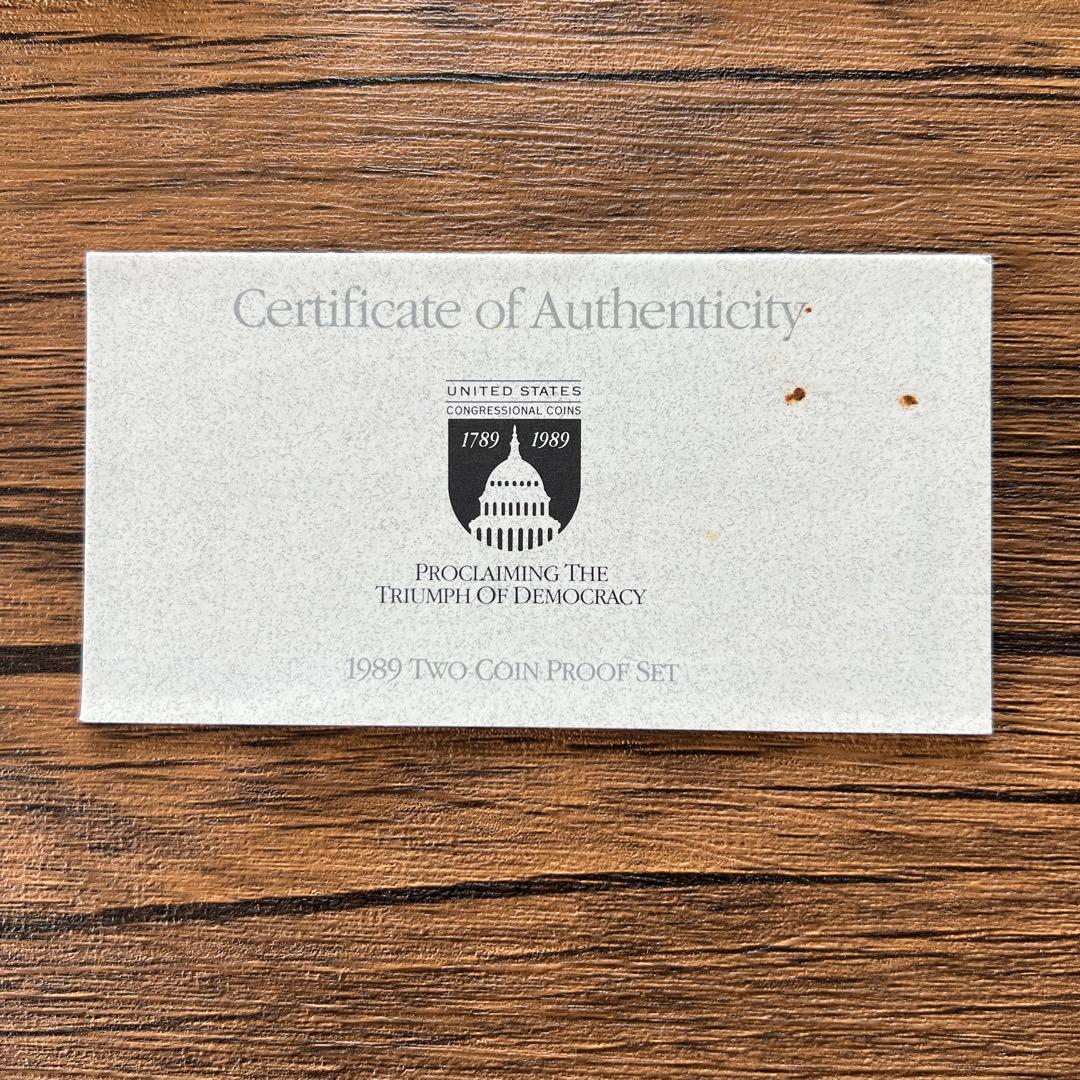 Certificate of Authenticity
UNITED STATES
CONGRESSIONAL COINS
1789 1989
PROCLAIMING THE
TRIUMPH OF DEMOCRACY
1989 TWO-COIN PROOF SET